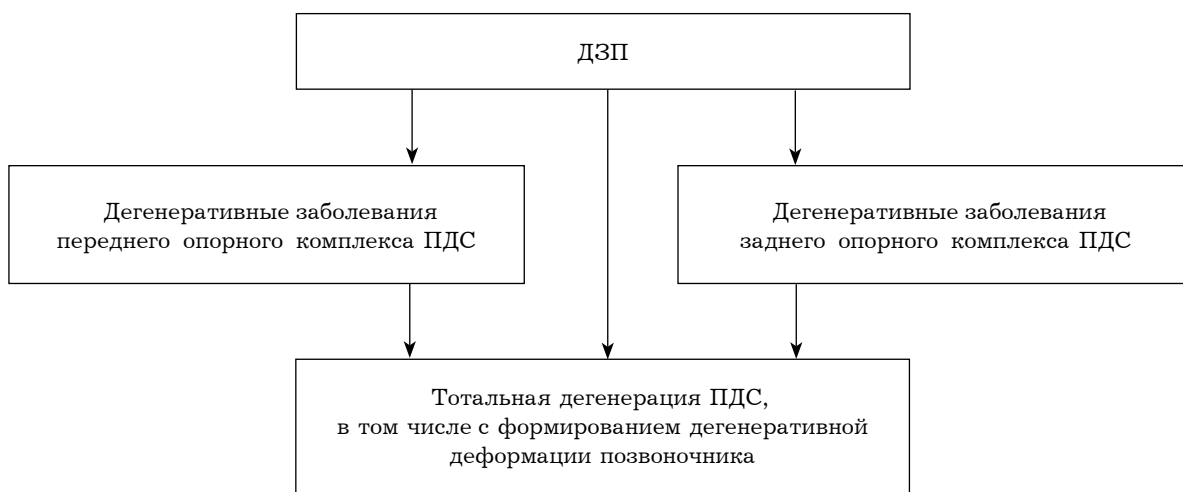 ДЗП
Дегенеративные заболевания
переднего опорного комплекса ПДС
Дегенеративные заболевания
заднего опорного комплекса ПДС
Тотальная дегенерация ПДС,
в том числе с формированием дегенеративной
деформации позвоночника